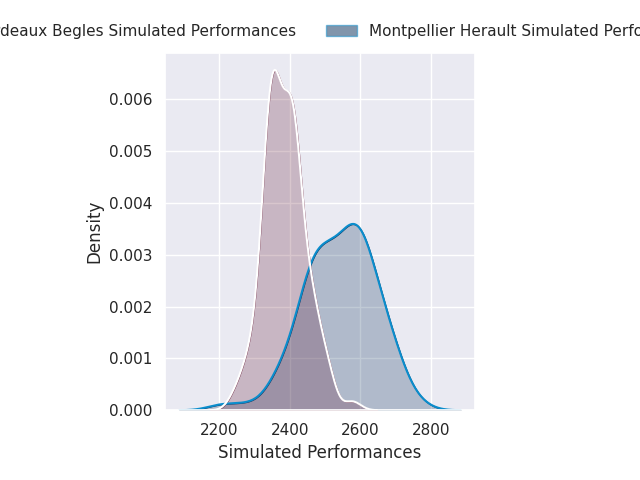 deaux Begles Simulated Performances Montpellier Herault Simulated Perfo
0.006
0.005
0.004
0.003
0.002
0.001
0.000
Density
2200 2400 2600 2800
Simulated Performances